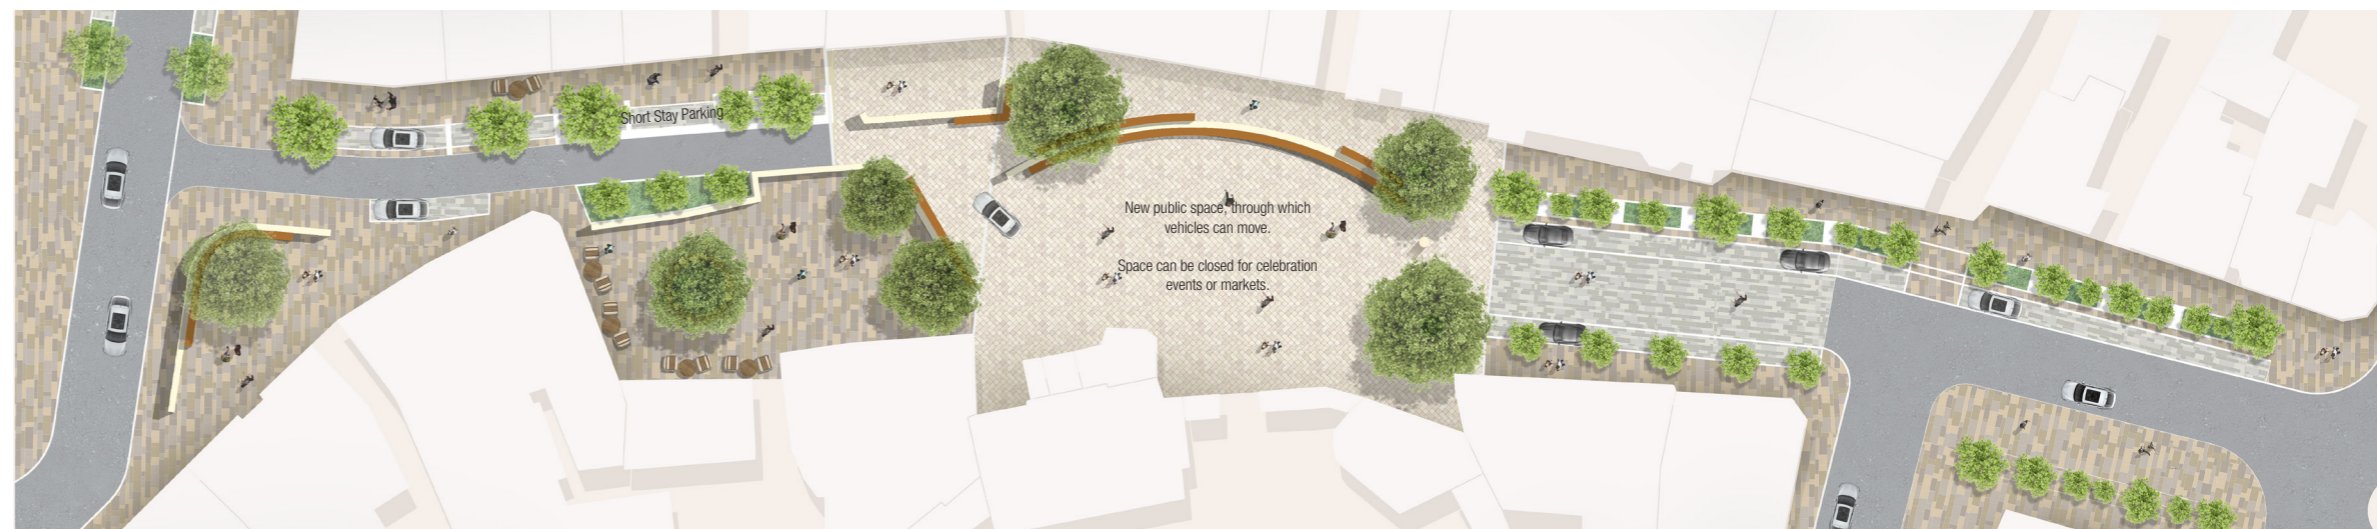 Short Stay Parking
New public space, through which
vehicles can move.
Space can be closed for celebration
events or markets.